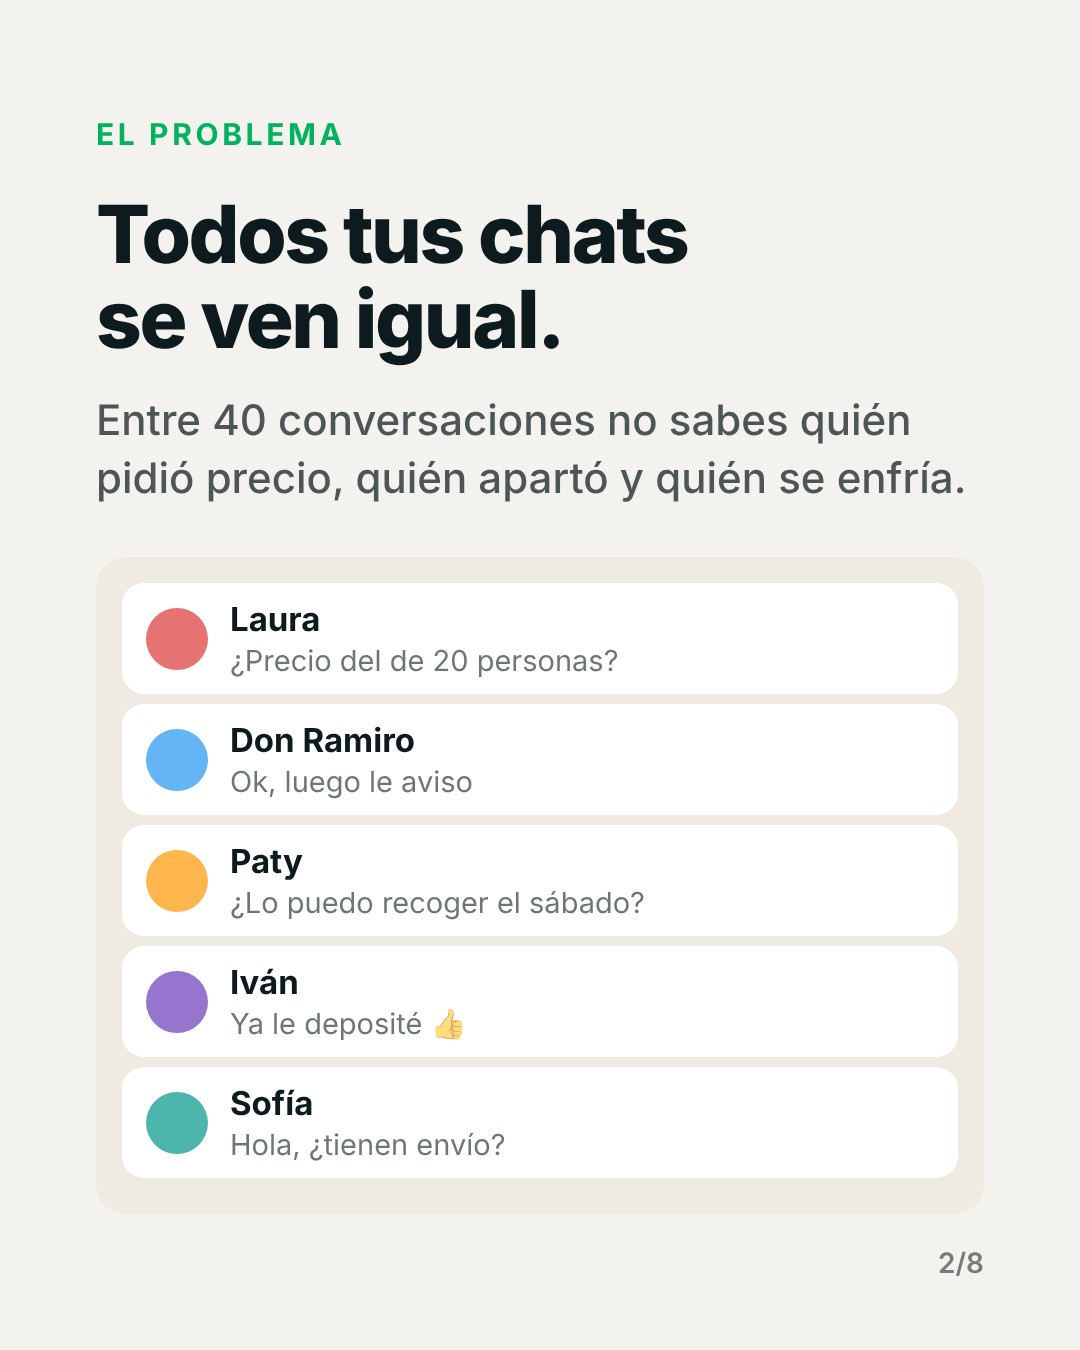 EL PROBLEMA
Todos tus chats
se ven igual.
Entre 40 conversaciones no sabes quién
pidió precio, quién apartó y quién se enfría.
Laura
¿Precio del de 20 personas?
Don Ramiro
Ok, luego le aviso
Paty
¿Lo puedo recoger el sábado?
Iván
Ya le deposité 👍
Sofía
Hola, ¿tienen envío?
2/8